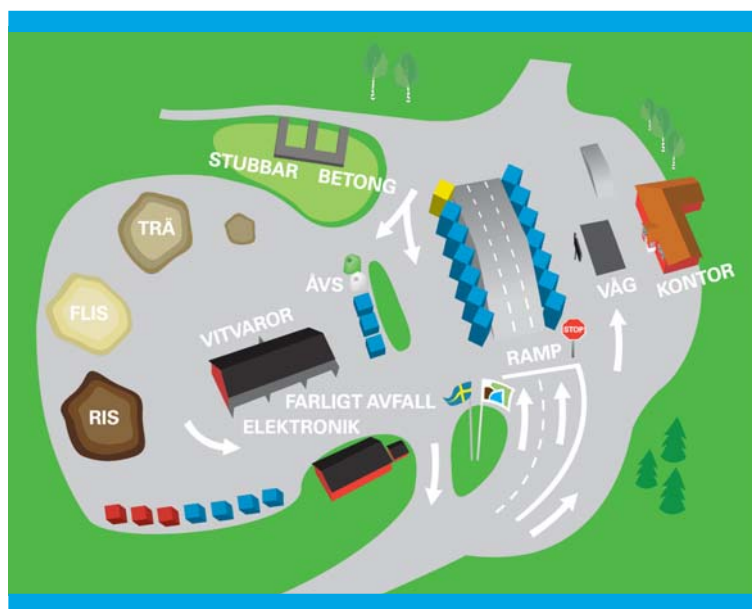 STUBBAR
BETONG
TRÄ
ÅVS
FLIS
VITVAROR
VÅG
KONTOR
STOP
RAMP
RIS
FARLIGT AVFALL
ELEKTRONIK